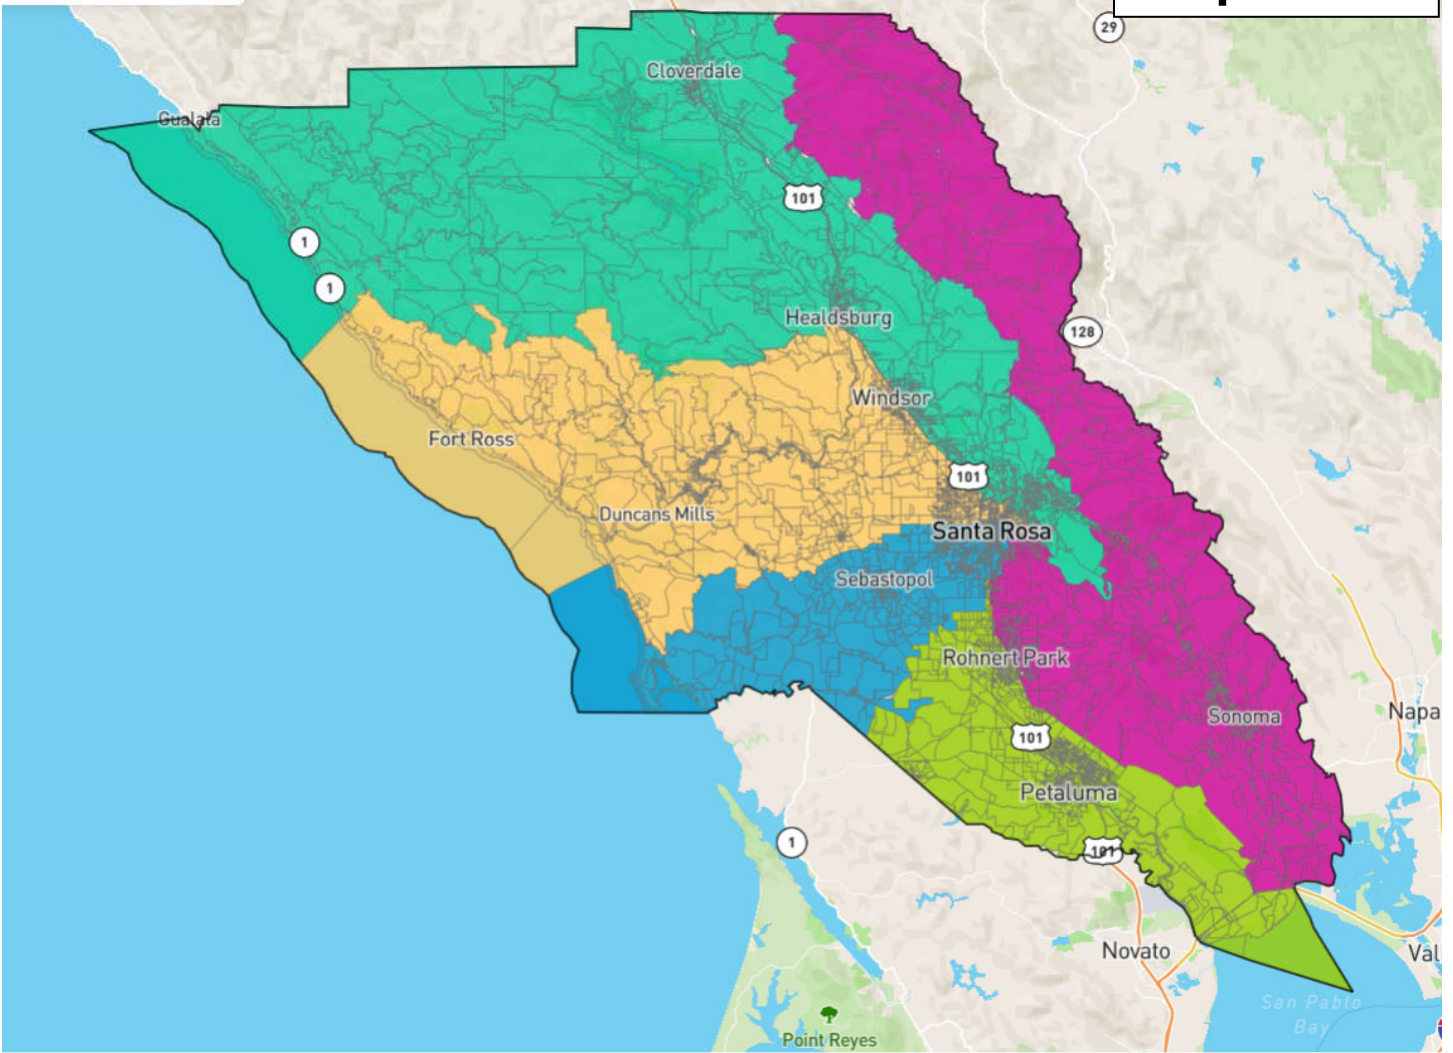 29
Cloverdale
Gualala
101
1
1
Healdsburg
128
Windsor
Fort Ross
101
Duncans Mills
Santa Rosa
Sebastopol
Rohnert Park
Sonoma
Napa
101
Petaluma
1
101
Novato
Val
San Pablo
Bay
Point Reyes